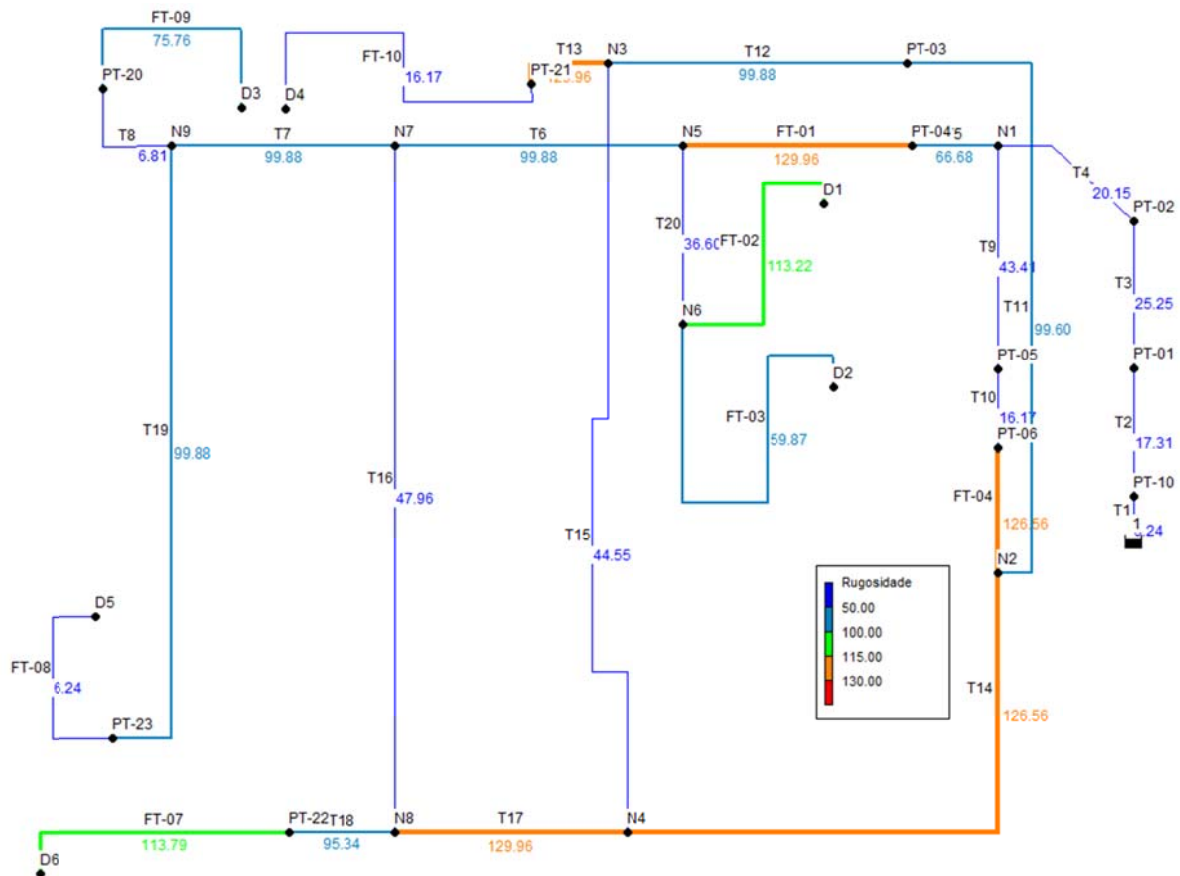 FT-09
75.76
PT-20
D3
D4
FT-10
16.17
T13
PT-21
N3
T12
99.88
PT-03
T8
6.81
N9
T7
99.88
N7
T6
99.88
N5
FT-01
129.96
PT-04
5
66.68
N1
T4
20.15
PT-02
D1
T20
36.60
FT-02
113.22
T9
43.41
T3
25.25
T11
99.60
N6
PT-05
PT-01
D2
T10
16.17
FT-03
59.87
T2
17.31
T19
99.88
PT-06
T16
47.96
FT-04
126.56
PT-10
T1
1
T15
44.55
N2
Rugosidade
50.00
100.00
115.00
130.00
D5
FT-08
6.24
T14
126.56
PT-23
FT-07
113.79
PT-22
T18
95.34
N8
T17
129.96
N4
D6